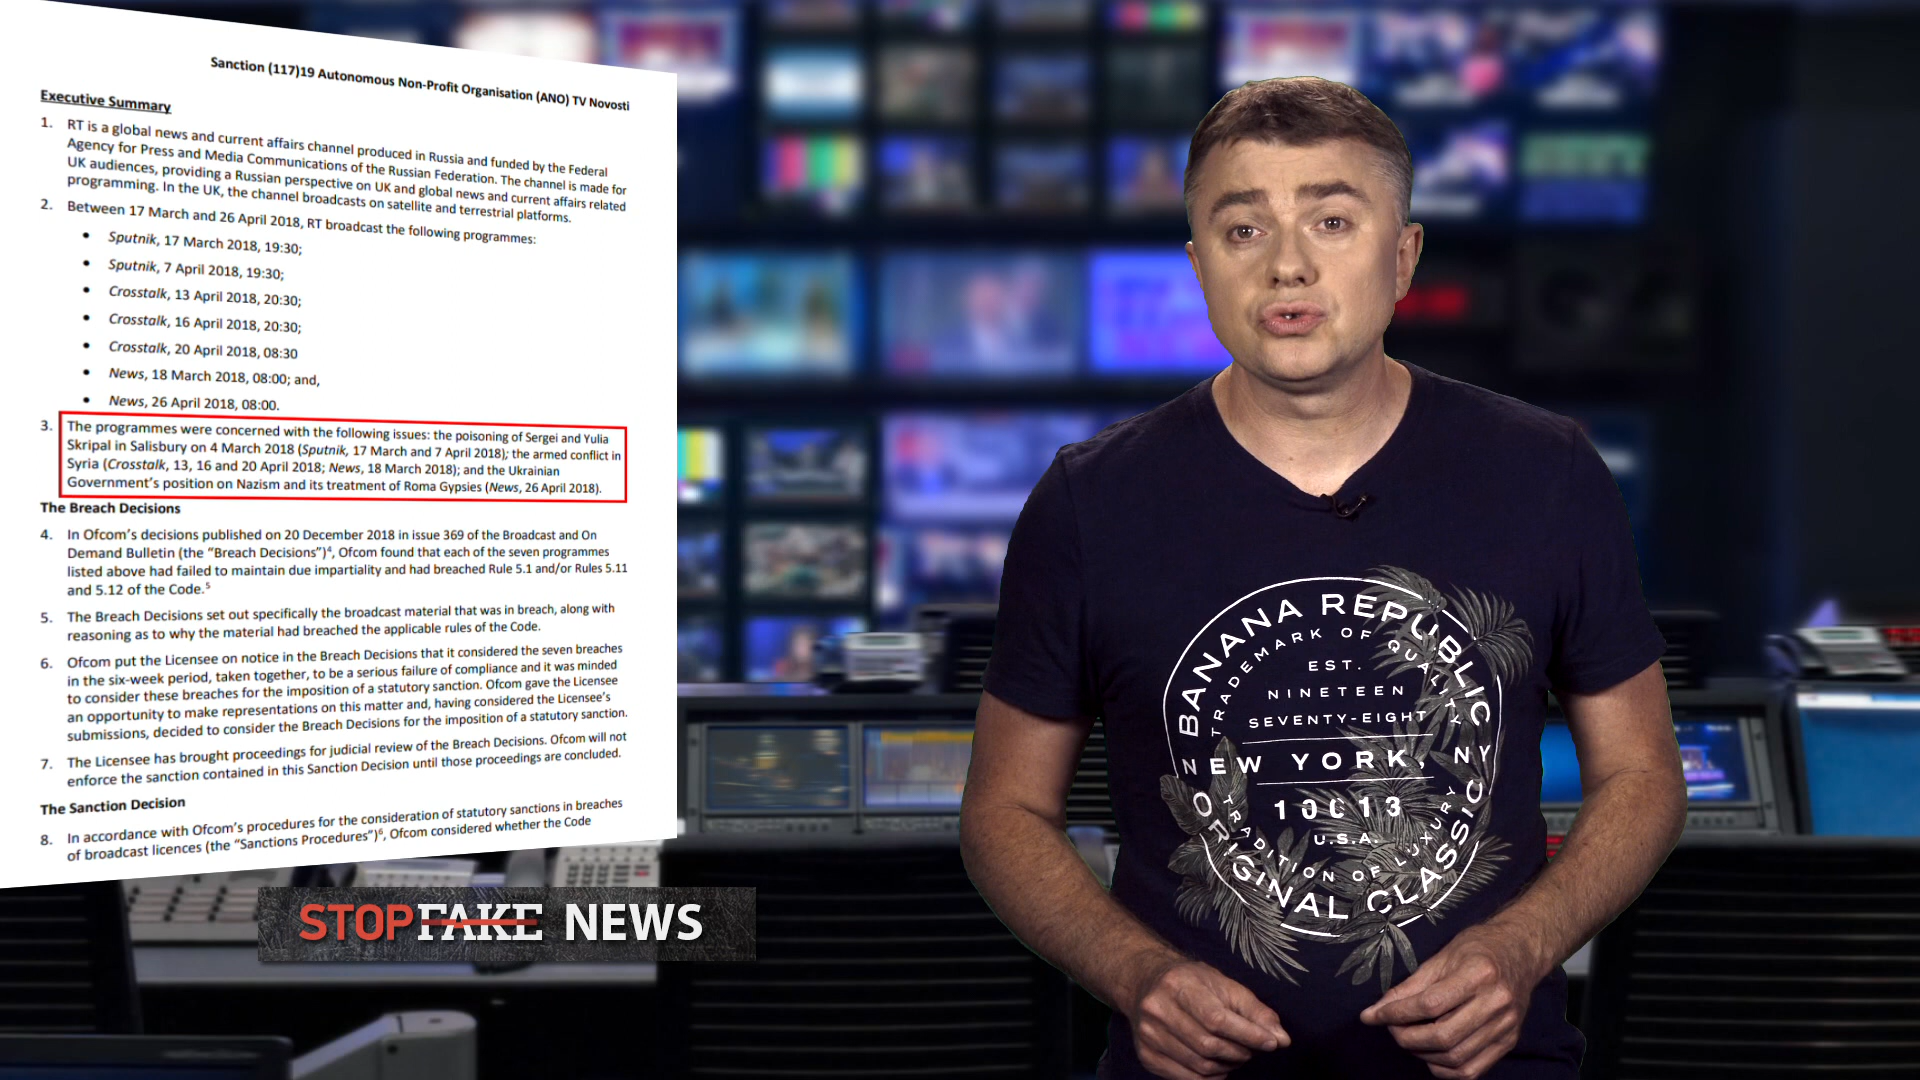 Sanction (117)19 Autonomous Non-Profit Organisation (ANO) TV Novosti
Executive Summary
1. RT is a global news and current affairs channel produced in Russia and funded by the Federal
Agency for Press and Media Communications of the Russian Federation. The channel is made for
UK audiences, providing a Russian perspective on UK and global news and current affairs related
programming. In the UK, the channel broadcasts on satellite and terrestrial platforms.
2. Between 17 March and 26 April 2018, RT broadcast the following programmes:
• Sputnik, 17 March 2018, 19:30;
• Sputnik, 7 April 2018, 19:30;
• Crosstalk, 13 April 2018, 20:30;
• Crosstalk, 16 April 2018, 20:30;
• Crosstalk, 20 April 2018, 08:30
• News, 18 March 2018, 08:00; and,
• News, 26 April 2018, 08:00.
3. The programmes were concerned with the following issues: the poisoning of Sergei and Yulia
Skripal in Salisbury on 4 March 2018 (Sputnik, 17 March and 7 April 2018); the armed conflict in
Syria (Crosstalk, 13, 16 and 20 April 2018; News, 18 March 2018); and the Ukrainian
Government's position on Nazism and its treatment of Roma Gypsies (News, 26 April 2018).
The Breach Decisions
4. In Ofcom's decisions published on 20 December 2018 in issue 369 of the Broadcast and On
Demand Bulletin (the "Breach Decisions")⁴, Ofcom found that each of the seven programmes
listed above had failed to maintain due impartiality and had breached Rule 5.1 and/or Rules 5.11
and 5.12 of the Code.⁵
5. The Breach Decisions set out specifically the broadcast material that was in breach, along with
reasoning as to why the material had breached the applicable rules of the Code.
6. Ofcom put the Licensee on notice in the Breach Decisions that it considered the seven breaches
in the six-week period, taken together, to be a serious failure of compliance and it was minded
to consider these breaches for the imposition of a statutory sanction. Ofcom gave the Licensee
an opportunity to make representations on this matter and, having considered the Licensee's
submissions, decided to consider the Breach Decisions for the imposition of a statutory sanction.
7. The Licensee has brought proceedings for judicial review of the Breach Decisions. Ofcom will not
enforce the sanction contained in this Sanction Decision until those proceedings are concluded.
The Sanction Decision
8. In accordance with Ofcom's procedures for the consideration of statutory sanctions in breaches
of broadcast licences (the "Sanctions Procedures")⁶, Ofcom considered whether the Code
STOPFAKE NEWS
BANANA REPUBLIC
TRADEMARK OF QUALITY
EST.
NINETEEN
SEVENTY-EIGHT
NEW YORK, NY
10013
U.S.A.
TRADITION OF LUXURY
ORIGINAL CLASSIC